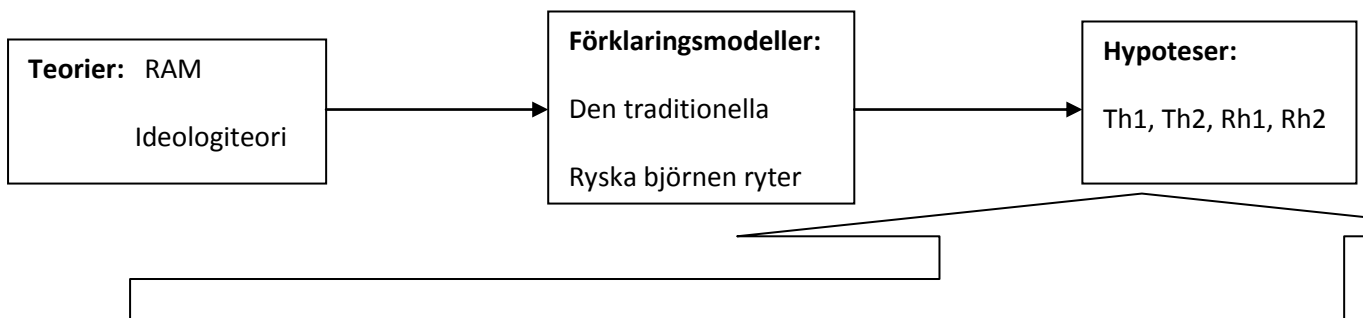 Teorier: RAM
Ideologiteori
Förklaringsmodeller:
Den traditionella
Ryska björnen ryter
Hypoteser:
Th1, Th2, Rh1, Rh2